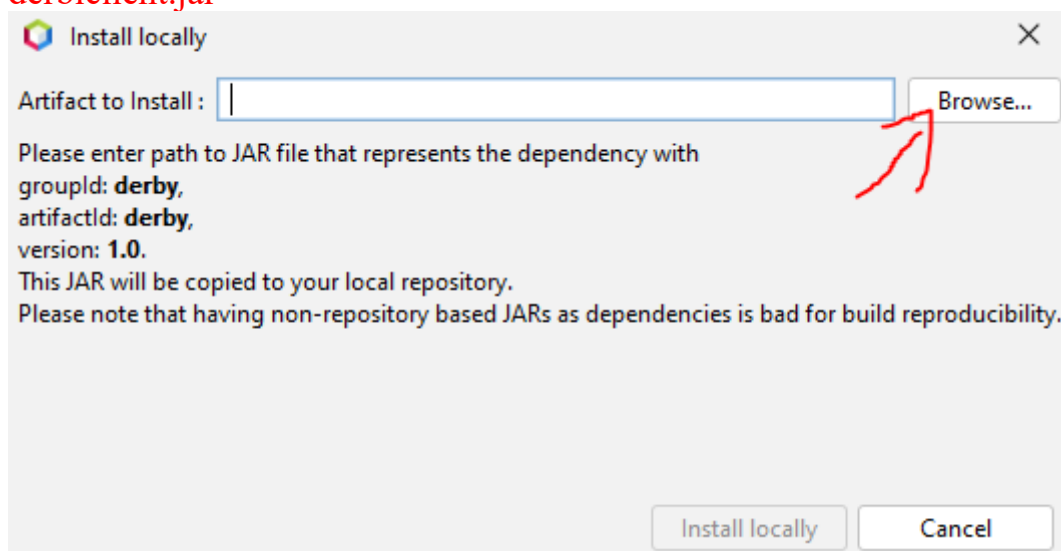 Install locally
Artifact to Install :
Browse...
Please enter path to JAR file that represents the dependency with
groupId: derby,
artifactId: derby,
version: 1.0.
This JAR will be copied to your local repository.
Please note that having non-repository based JARs as dependencies is bad for build reproducibility.
Install locally
Cancel